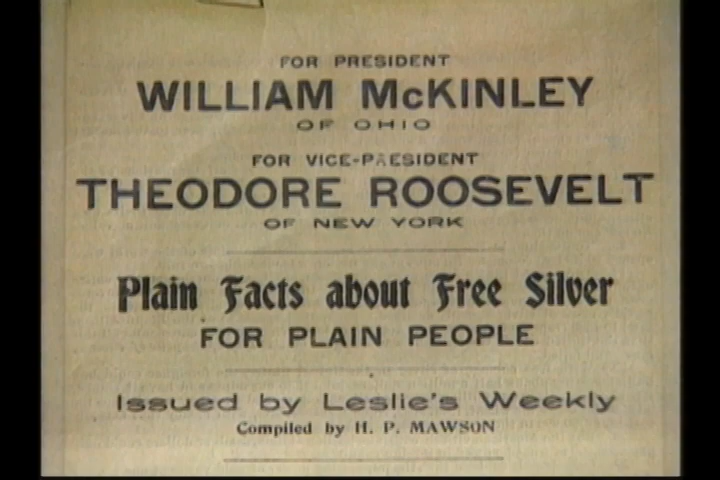 FOR PRESIDENT
WILLIAM McKINLEY
OF OHIO
FOR VICE-PRESIDENT
THEODORE ROOSEVELT
OF NEW YORK
Plain Facts about Free Silver
FOR PLAIN PEOPLE
Issued by Leslie's Weekly
Compiled by H. P. MAWSON